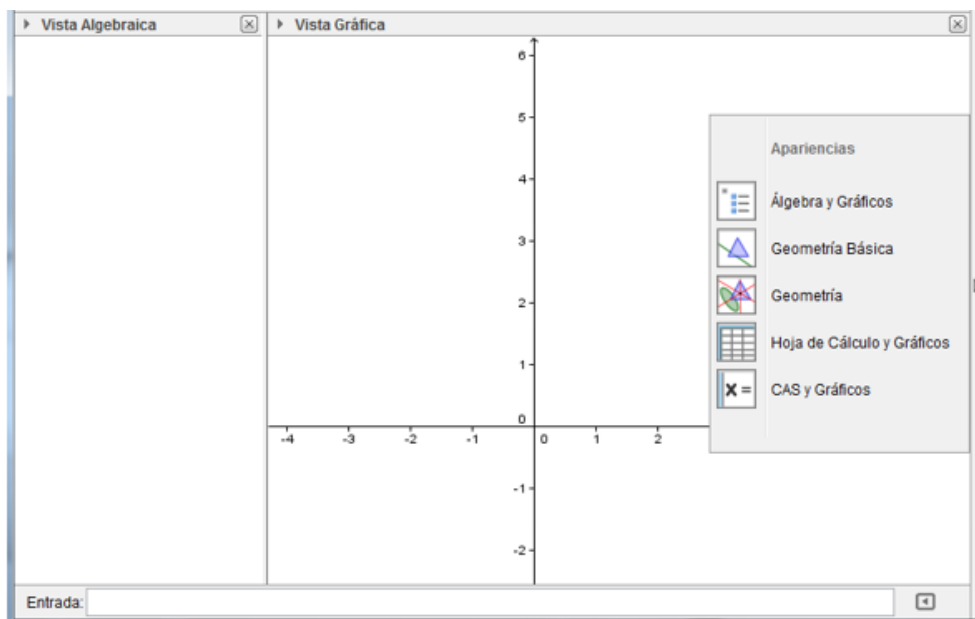 Vista Algebraica
Vista Gráfica
6
5
4
3
2
1
0
-4 -3 -2 -1 0 1 2
-1
-2
Apariencias
Álgebra y Gráficos
Geometría Básica
Geometría
Hoja de Cálculo y Gráficos
X = CAS y Gráficos
Entrada: